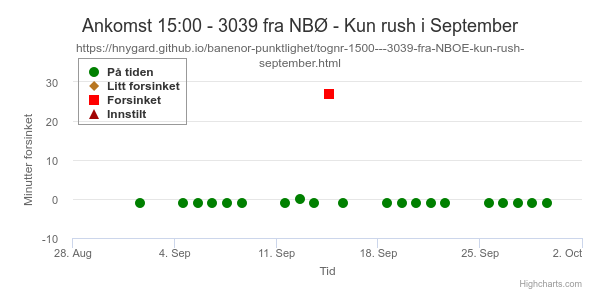 Ankomst 15:00 - 3039 fra NBØ - Kun rush i September
https://hnygard.github.io/banenor-punktlighet/tognr-1500---3039-fra-NBOE-kun-rush-
september.html
På tiden
Litt forsinket
Forsinket
Innstilt
Minutter forsinket
30
20
10
0
-10
28. Aug
4. Sep
11. Sep
18. Sep
25. Sep
2. Oct
Tid
Highcharts.com